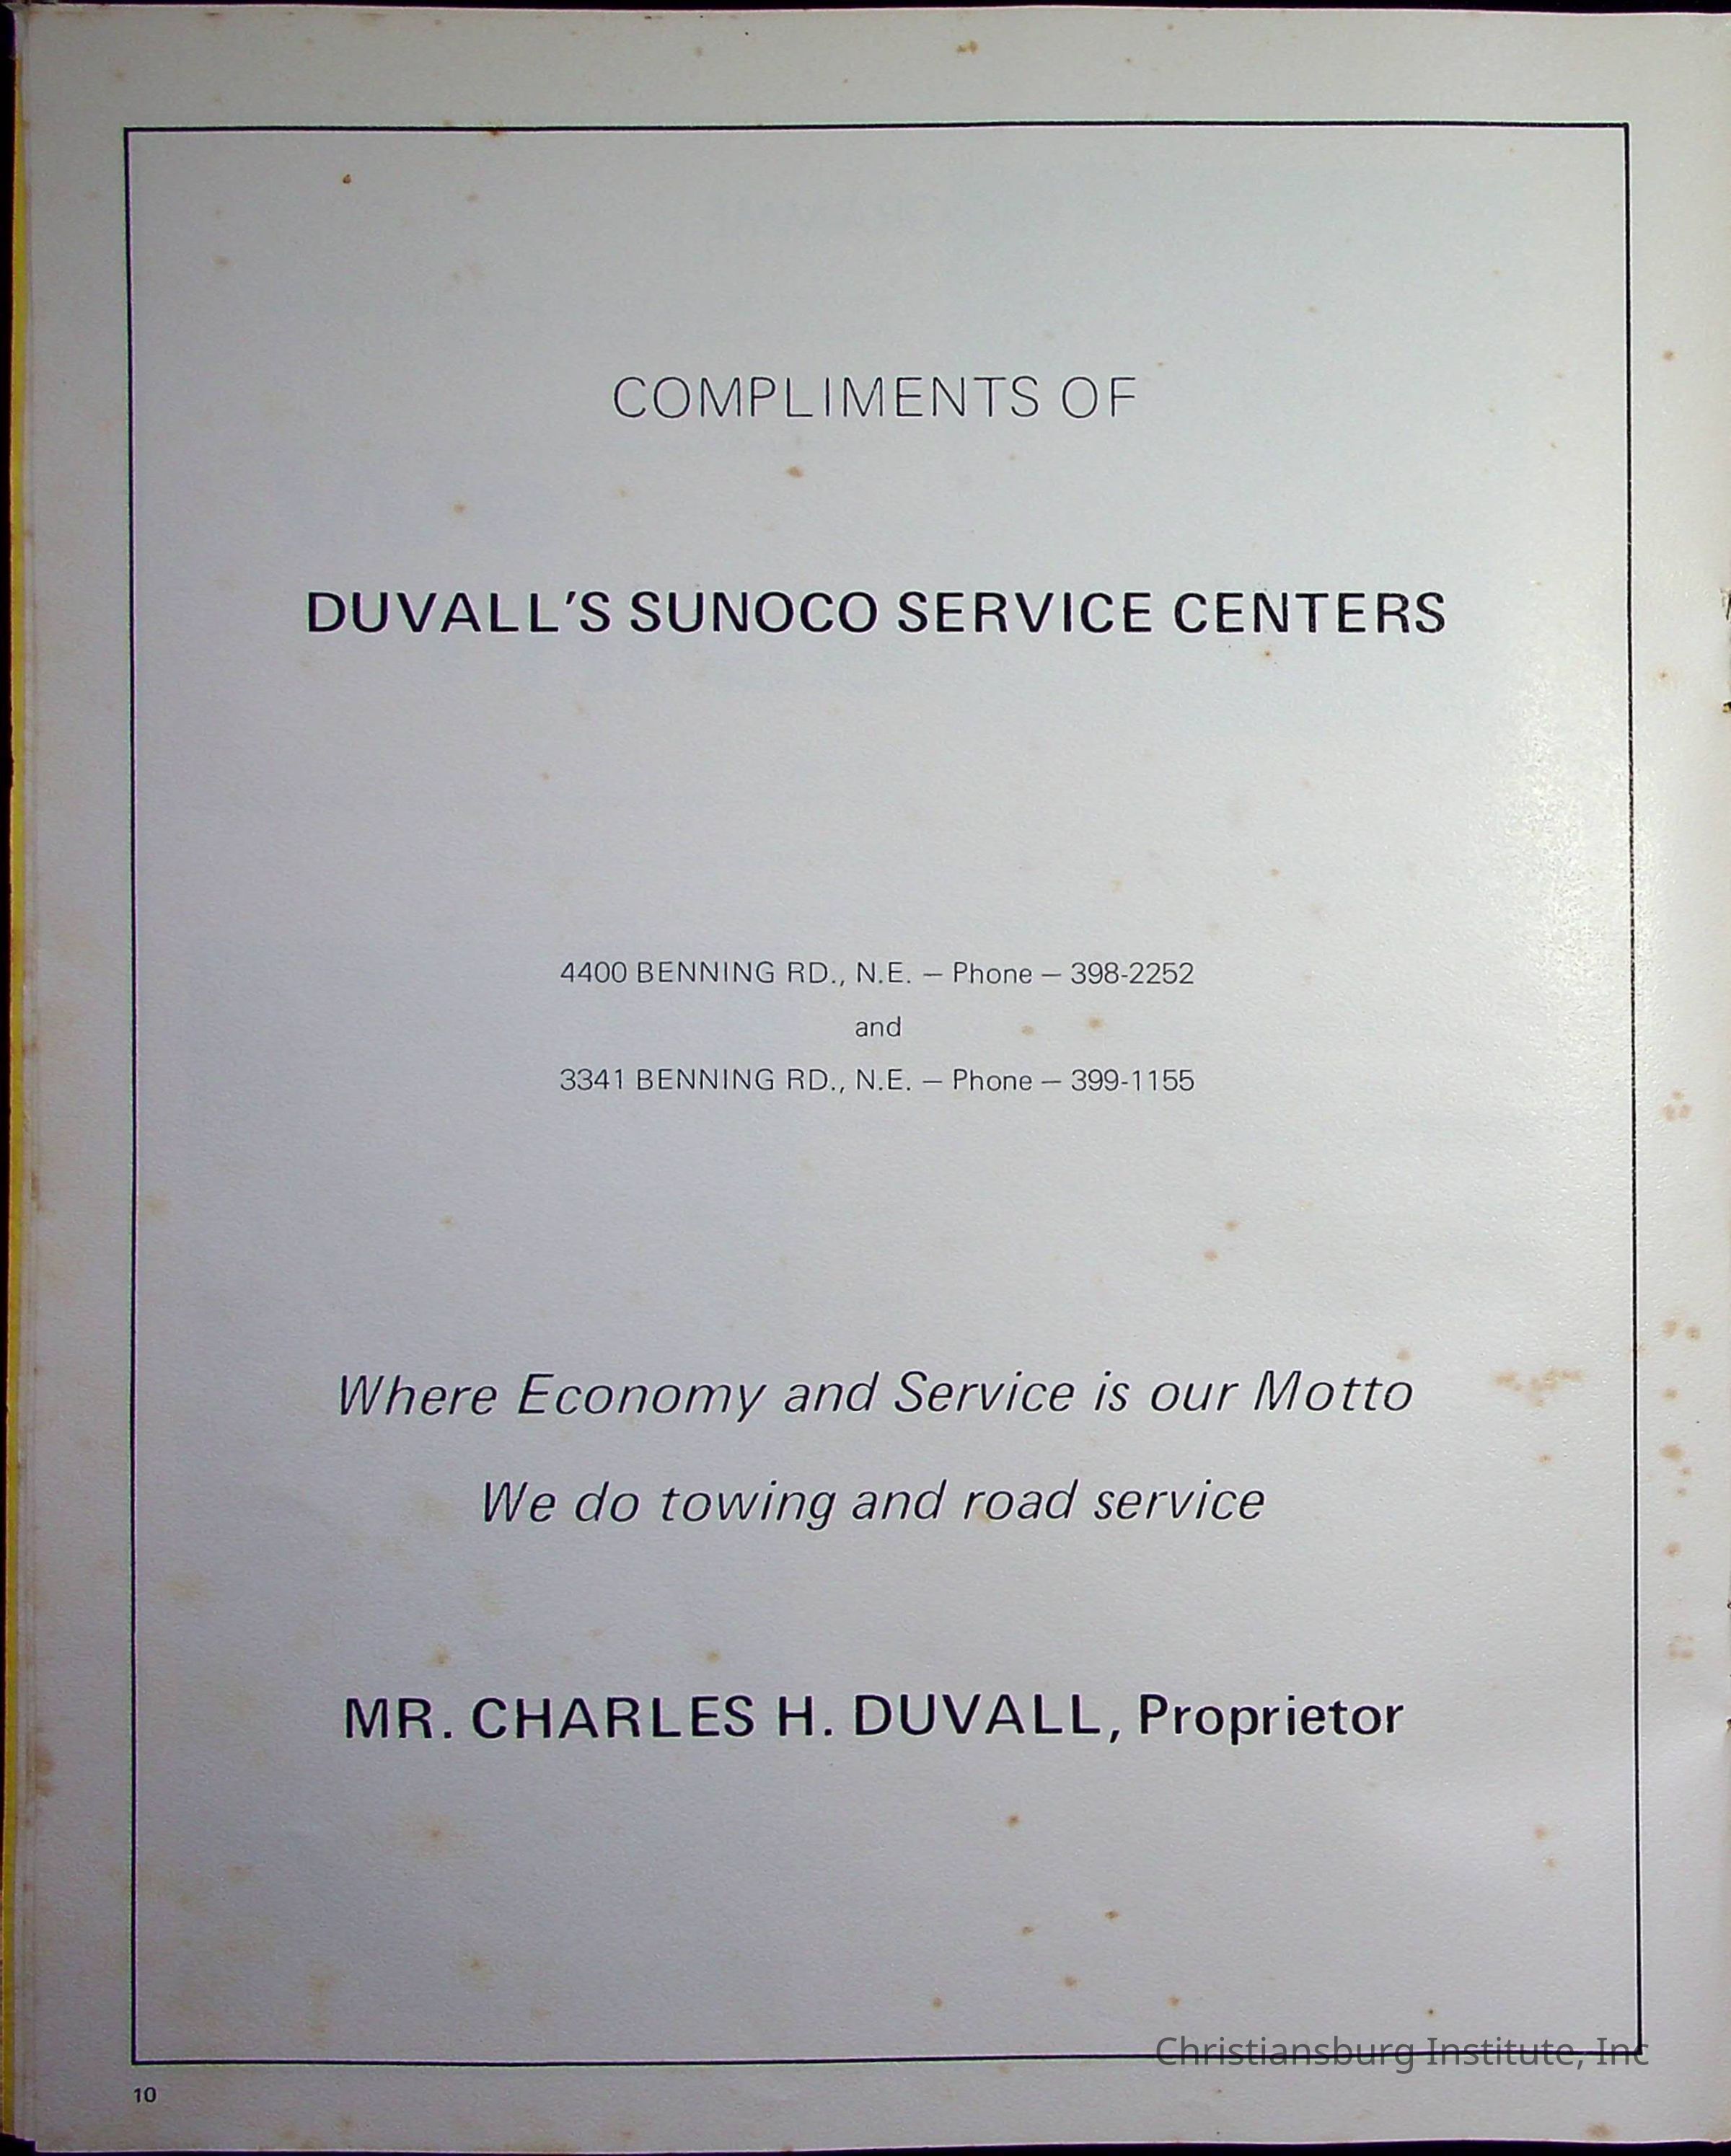 COMPLIMENTS OF
DUVALL'S SUNOCO SERVICE CENTERS
4400 BENNING RD., N.E. — Phone — 398-2252
and
3341 BENNING RD., N.E. — Phone — 399-1155
Where Economy and Service is our Motto
We do towing and road service
MR. CHARLES H. DUVALL, Proprietor
Christiansburg Institute, Inc
10